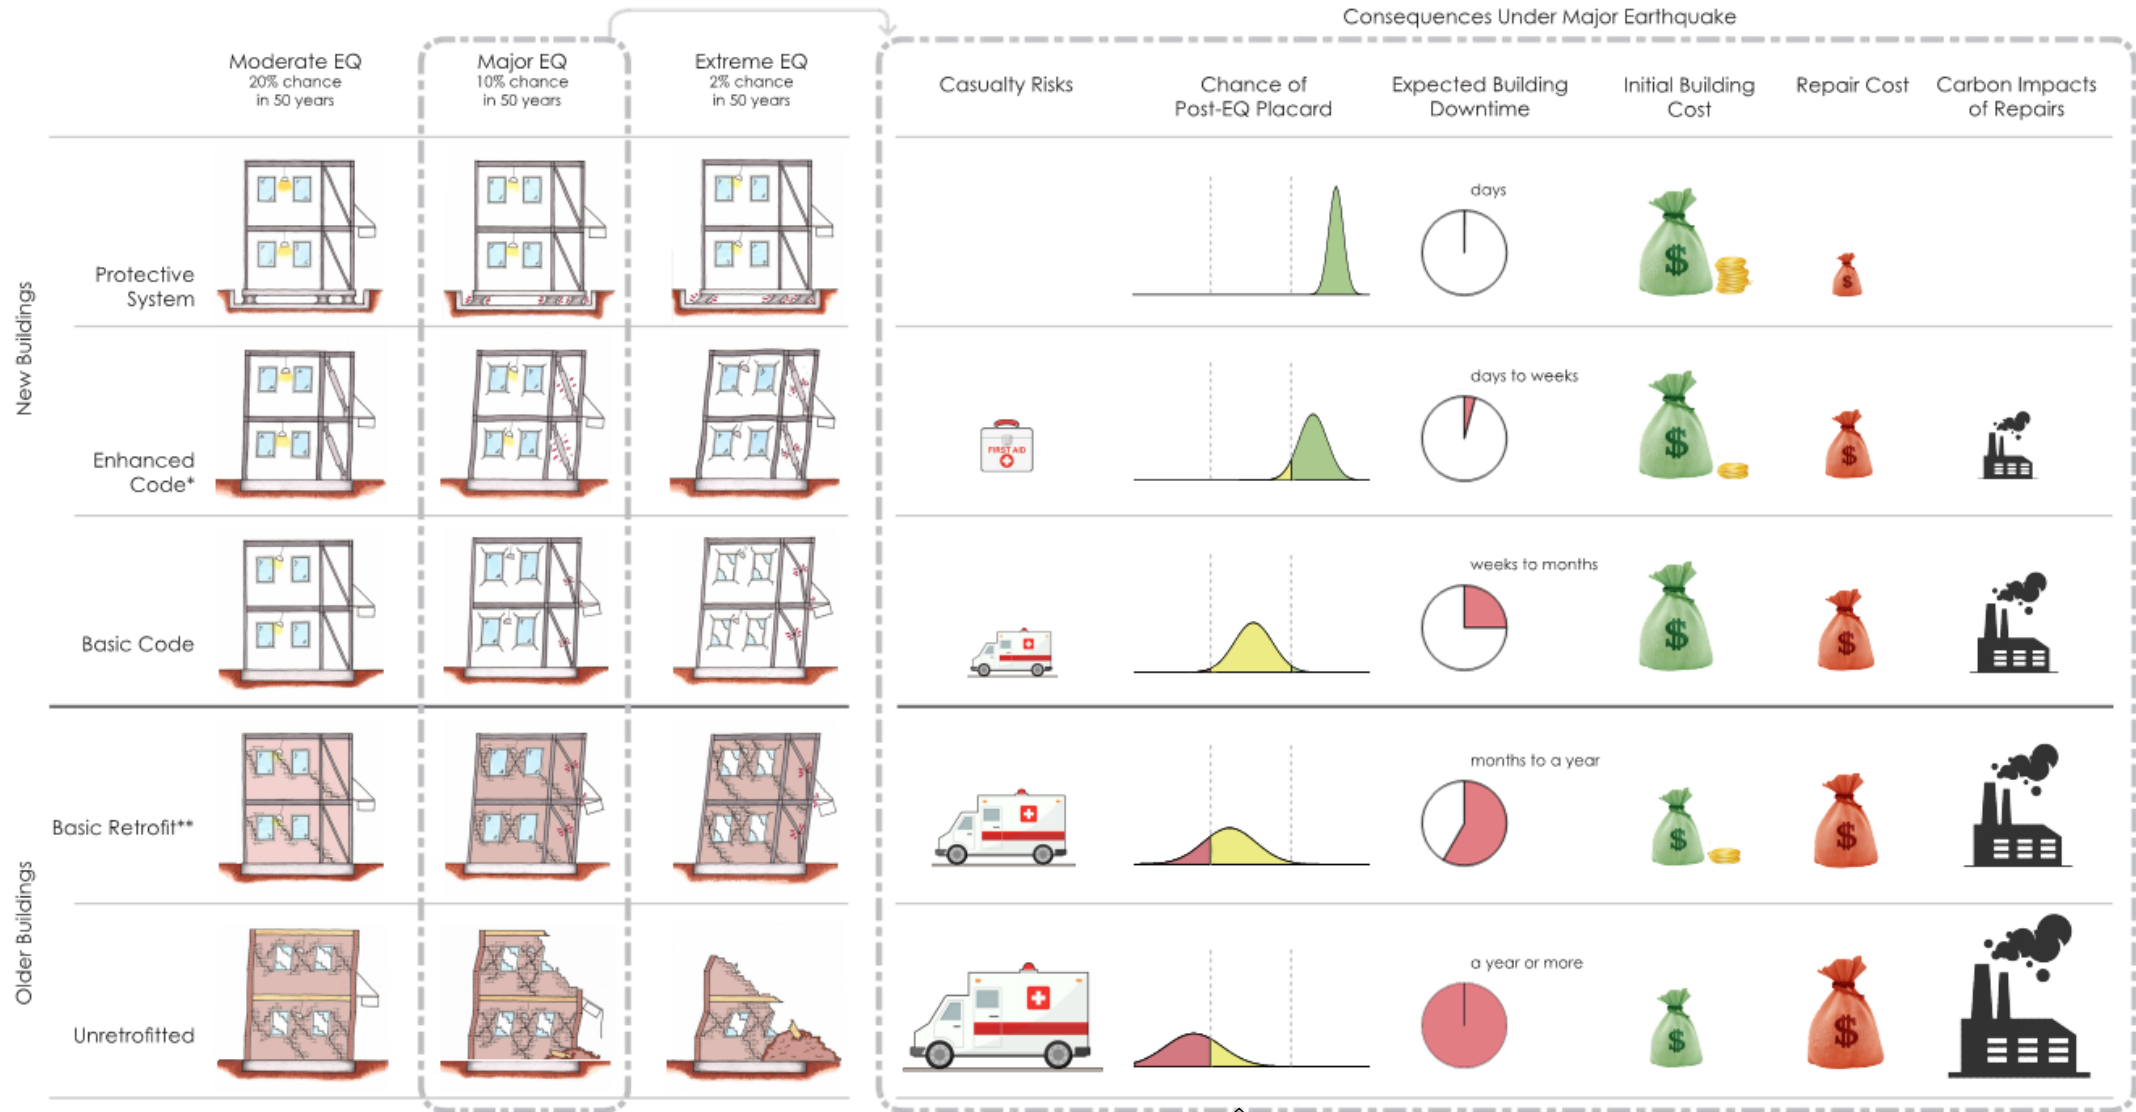 Consequences Under Major Earthquake
Moderate EQ
20% chance
in 50 years
Major EQ
10% chance
in 50 years
Extreme EQ
2% chance
in 50 years
Casualty Risks
Chance of
Post-EQ Placard
Expected Building
Downtime
Initial Building
Cost
Repair Cost
Carbon Impacts
of Repairs
New Buildings
Protective
System
days
$
$
Enhanced
Code*
FIRST AID
days to weeks
$
$
Basic Code
weeks to months
$
$
Older Buildings
Basic Retrofit**
months to a year
$
$
Unretrofitted
a year or more
$
$